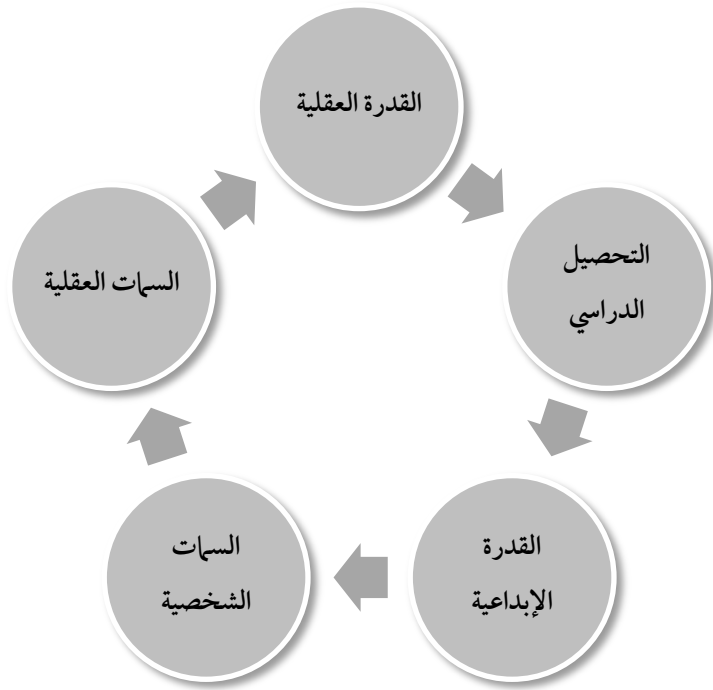 القدرة العقلية
التحصيل
الدراسي
القدرة
الإبداعية
السمات
الشخصية
السمات العقلية